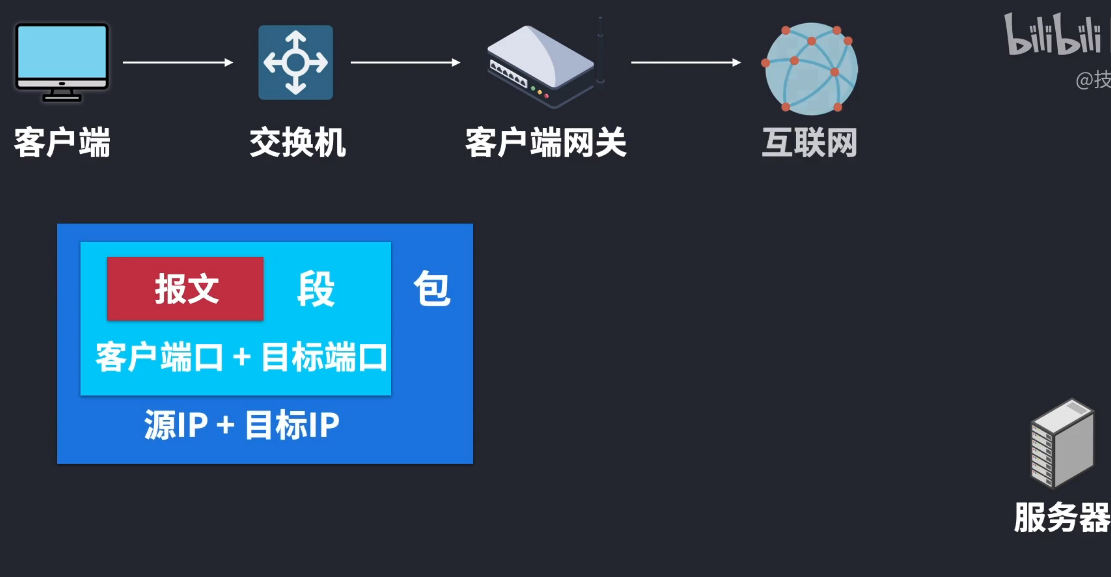 bilibili
@技
客户端
交换机
客户端网关
互联网
报文
段
包
客户端口 + 目标端口
源IP + 目标IP
服务器